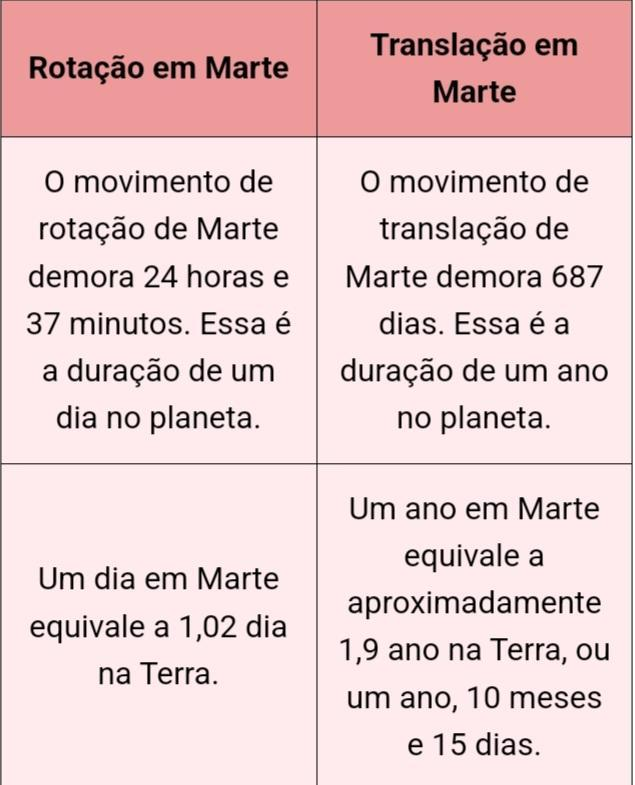 Rotação em Marte
Translação em
Marte
O movimento de
rotação de Marte
demora 24 horas e
37 minutos. Essa é
a duração de um
dia no planeta.
O movimento de
translação de
Marte demora 687
dias. Essa é a
duração de um ano
no planeta.
Um dia em Marte
equivale a 1,02 dia
na Terra.
Um ano em Marte
equivale a
aproximadamente
1,9 ano na Terra, ou
um ano, 10 meses
e 15 dias.